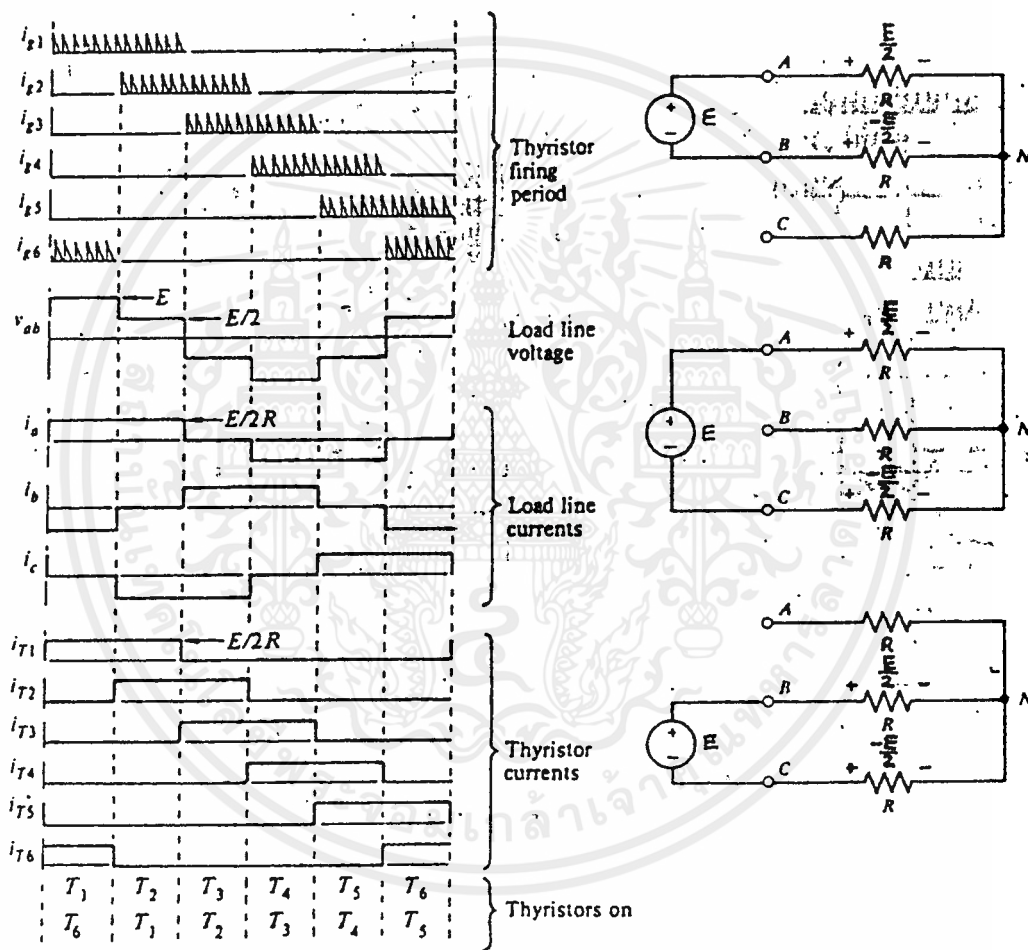 i_g1
i_g2
i_g3
i_g4
i_g5
i_g6
Thyristor
firing
period
E
E/2
v_ab
Load line
voltage
E/2R
i_a
i_b
i_c
Load line
currents
E/2R
i_T1
i_T2
i_T3
i_T4
i_T5
i_T6
Thyristor
currents
T1 T2 T3 T4 T5 T6
T6 T1 T2 T3 T4 T5
Thyristors on
E/2
A + -
R
+ E -
-E/2
B + -
R
N
C
R
E/2
A + -
R
+ E -
B
R
N
-E/2
C + -
R
A
R
E/2
B + -
R
+ E -
N
-E/2
C + -
R